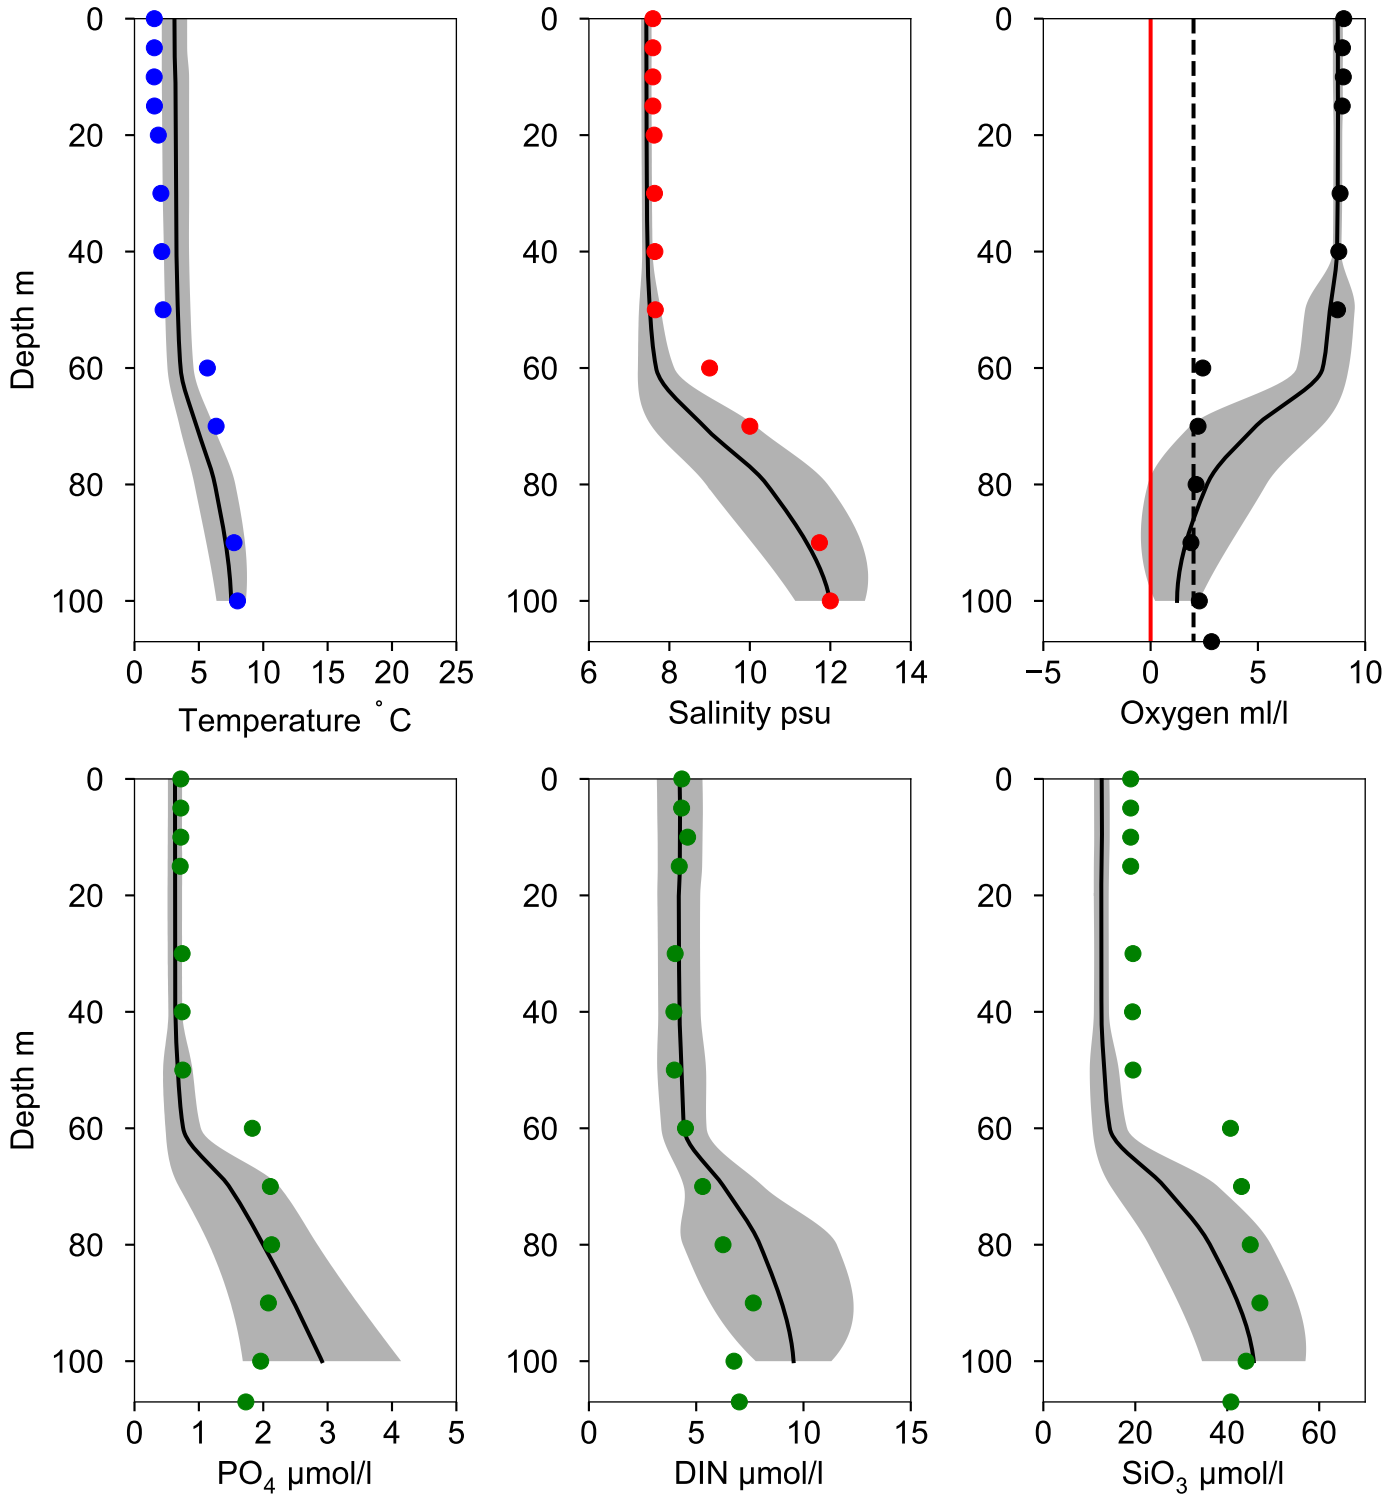 0
20
40
60
80
100
Depth m
0 5 10 15 20 25
Temperature °C
0
20
40
60
80
100
6 8 10 12 14
Salinity psu
0
20
40
60
80
100
−5 0 5 10
Oxygen ml/l
0
20
40
60
80
100
Depth m
0 1 2 3 4 5
PO4 µmol/l
0
20
40
60
80
100
0 5 10 15
DIN µmol/l
0
20
40
60
80
100
0 20 40 60
SiO3 µmol/l